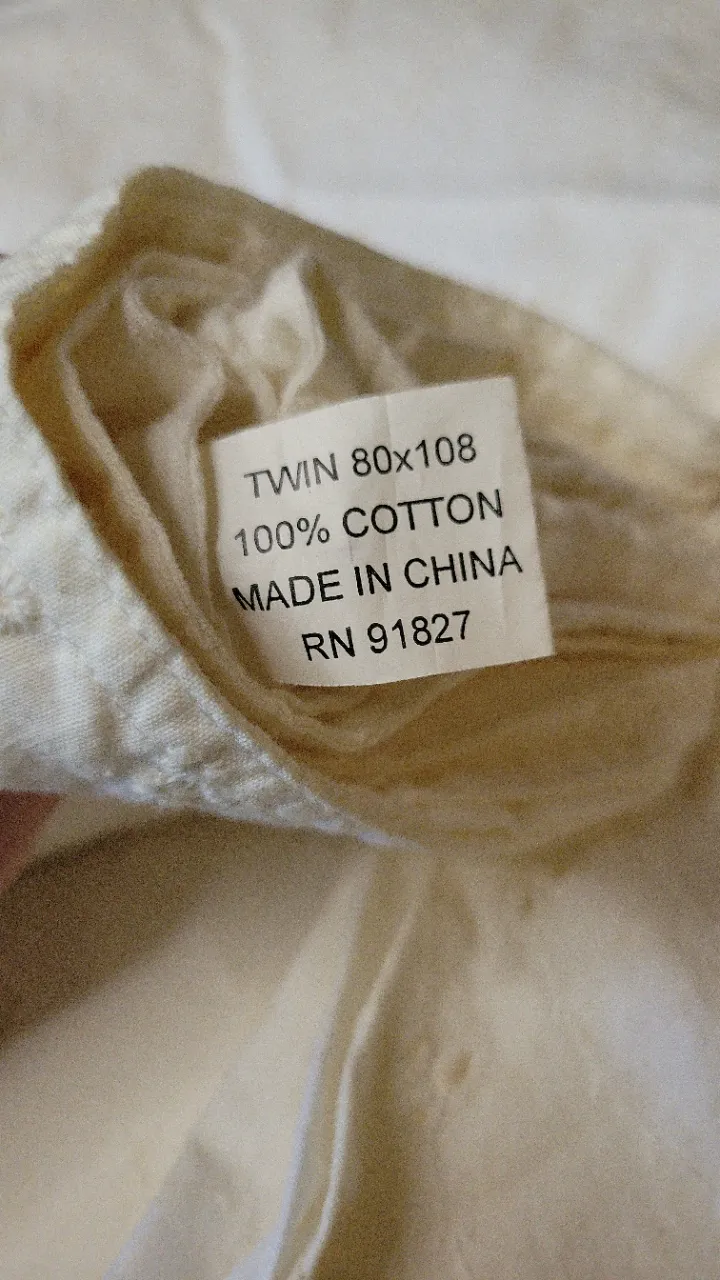 TWIN 80x108
100% COTTON
MADE IN CHINA
RN 91827